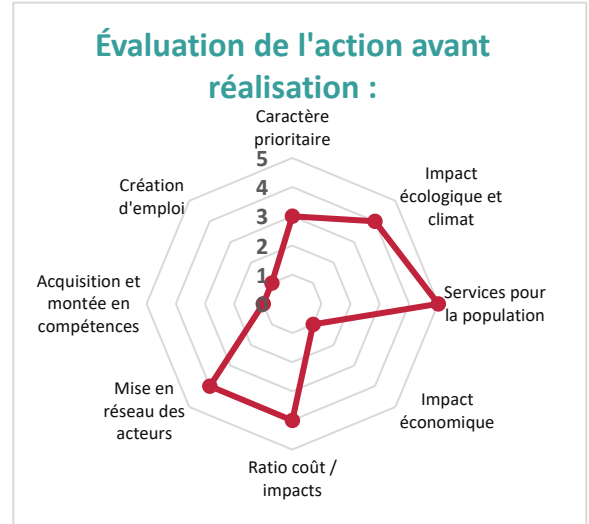 Évaluation de l'action avant
réalisation :
Caractère
prioritaire
Impact
écologique et
climat
Services pour
la population
Impact
économique
Ratio coût /
impacts
Mise en
réseau des
acteurs
Acquisition et
montée en
compétences
Création
d'emploi
5
4
3
2
1
0